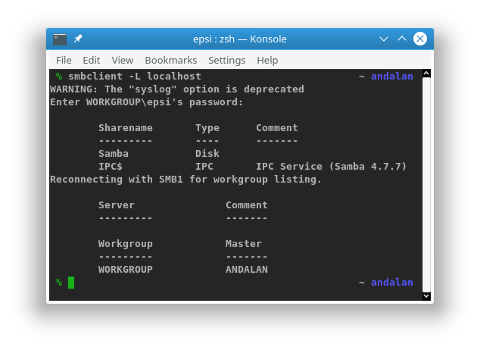 epsi : zsh — Konsole
File Edit View Bookmarks Settings Help
% smbclient -L localhost ~ andalan
WARNING: The "syslog" option is deprecated
Enter WORKGROUP\epsi's password:
Sharename Type Comment
--------- ---- -------
Samba Disk
IPC$ IPC IPC Service (Samba 4.7.7)
Reconnecting with SMB1 for workgroup listing.
Server Comment
--------- -------
Workgroup Master
--------- -------
WORKGROUP ANDALAN
% ~ andalan